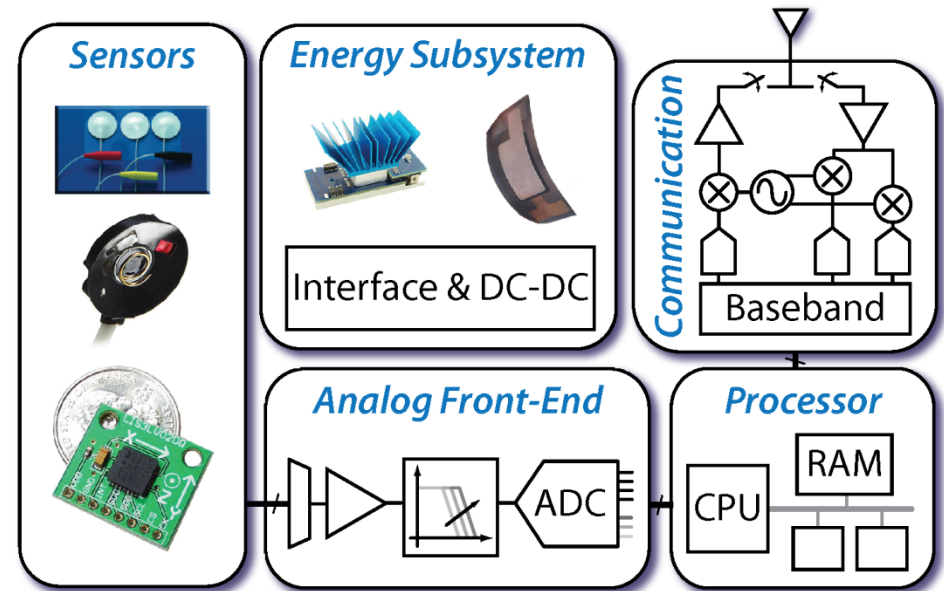 Sensors
Energy Subsystem
Interface & DC-DC
Communication
Baseband
Analog Front-End
ADC
Processor
CPU
RAM
X
Y